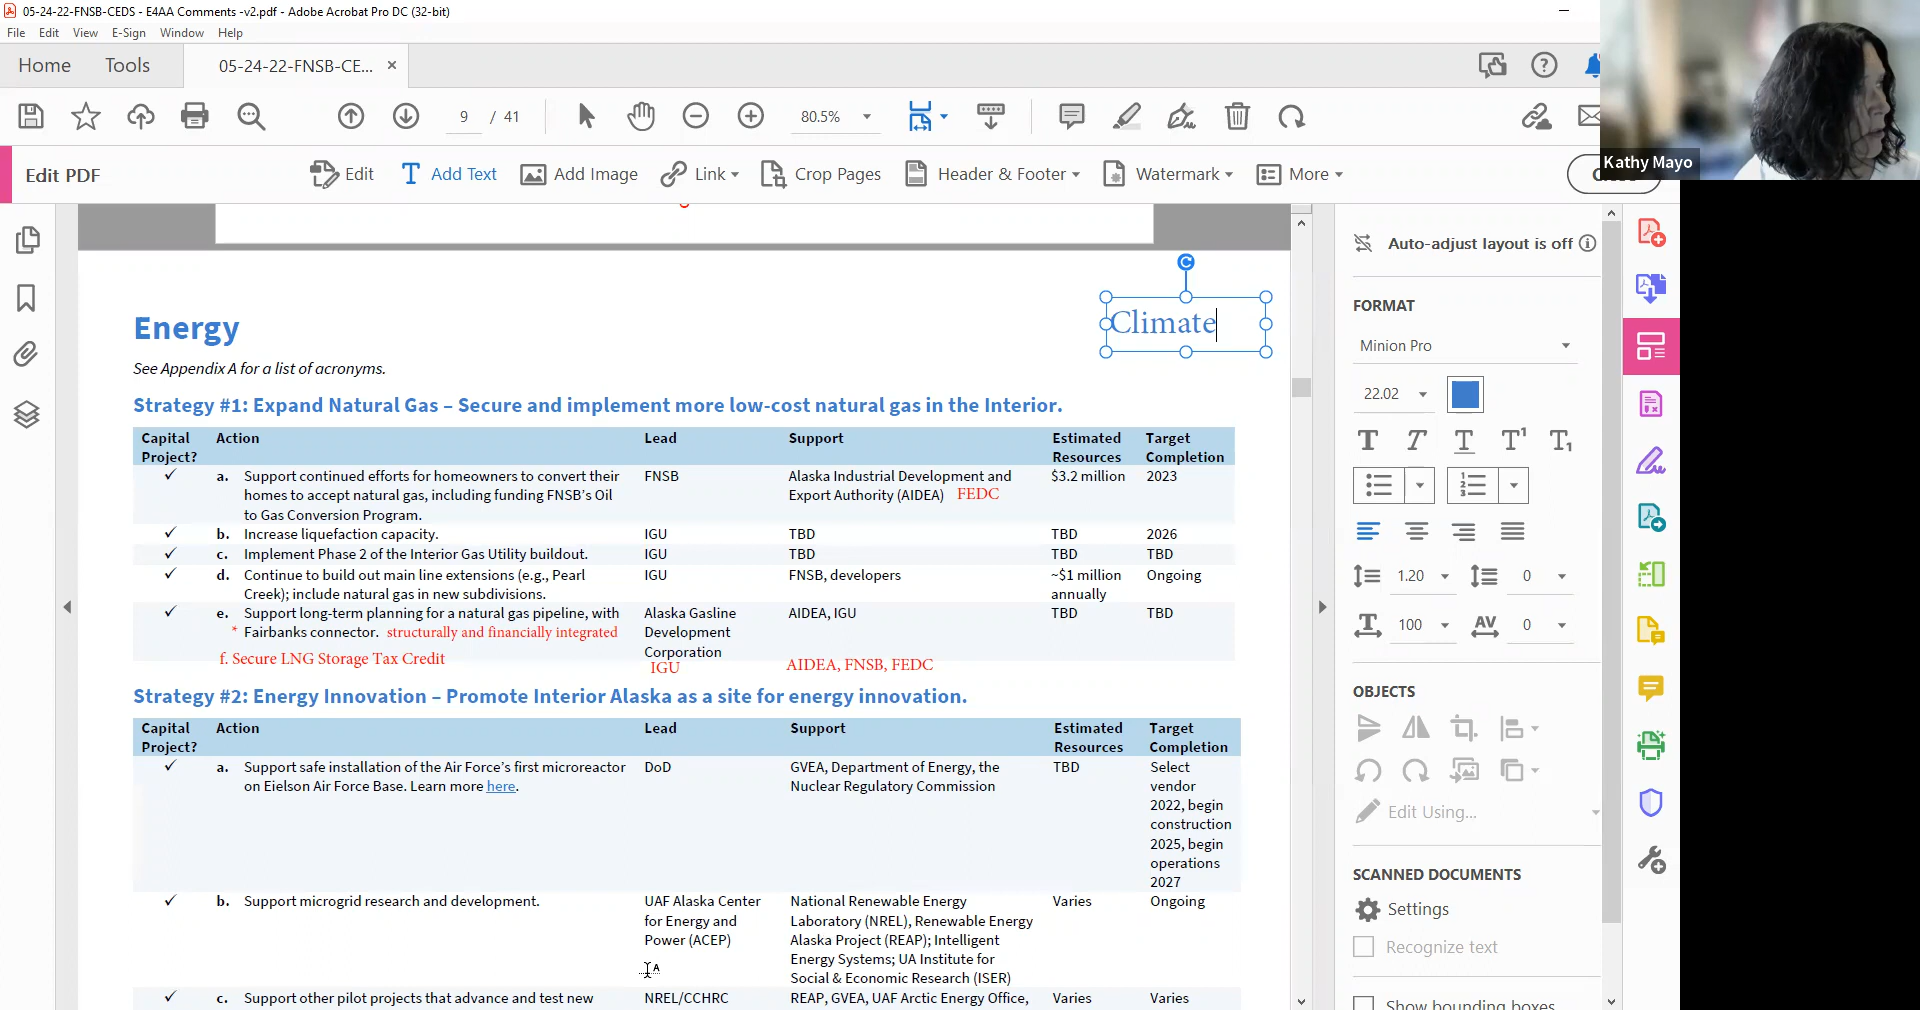 05-24-22-FNSB-CEDS - E4AA Comments -v2.pdf - Adobe Acrobat Pro DC (32-bit)
File Edit View E-Sign Window Help
Home Tools 05-24-22-FNSB-CE... ×
9 / 41 80.5%
Kathy Mayo
Edit PDF Edit Add Text Add Image Link Crop Pages Header & Footer Watermark More
Auto-adjust layout is off
Climate
Energy
See Appendix A for a list of acronyms.
Strategy #1: Expand Natural Gas – Secure and implement more low-cost natural gas in the Interior.
Capital Project? Action Lead Support Estimated Resources Target Completion
✓ a. Support continued efforts for homeowners to convert their FNSB Alaska Industrial Development and $3.2 million 2023
homes to accept natural gas, including funding FNSB's Oil Export Authority (AIDEA) FEDC
to Gas Conversion Program.
✓ b. Increase liquefaction capacity. IGU TBD TBD 2026
✓ c. Implement Phase 2 of the Interior Gas Utility buildout. IGU TBD TBD TBD
✓ d. Continue to build out main line extensions (e.g., Pearl IGU FNSB, developers ~$1 million Ongoing
Creek); include natural gas in new subdivisions. annually
✓ e. Support long-term planning for a natural gas pipeline, with Alaska Gasline AIDEA, IGU TBD TBD
* Fairbanks connector. structurally and financially integrated Development
Corporation
f. Secure LNG Storage Tax Credit IGU AIDEA, FNSB, FEDC
Strategy #2: Energy Innovation – Promote Interior Alaska as a site for energy innovation.
Capital Project? Action Lead Support Estimated Resources Target Completion
✓ a. Support safe installation of the Air Force's first microreactor DoD GVEA, Department of Energy, the TBD Select
on Eielson Air Force Base. Learn more here. Nuclear Regulatory Commission vendor
2022, begin
construction
2025, begin
operations
2027
✓ b. Support microgrid research and development. UAF Alaska Center National Renewable Energy Varies Ongoing
for Energy and Laboratory (NREL), Renewable Energy
Power (ACEP) Alaska Project (REAP); Intelligent
Energy Systems; UA Institute for
Social & Economic Research (ISER)
✓ c. Support other pilot projects that advance and test new NREL/CCHRC REAP, GVEA, UAF Arctic Energy Office, Varies Varies
FORMAT
Minion Pro
22.02
T T T T¹ T₁
1.20 0
100 AV 0
OBJECTS
Edit Using...
SCANNED DOCUMENTS
Settings
Recognize text
Show bounding boxes